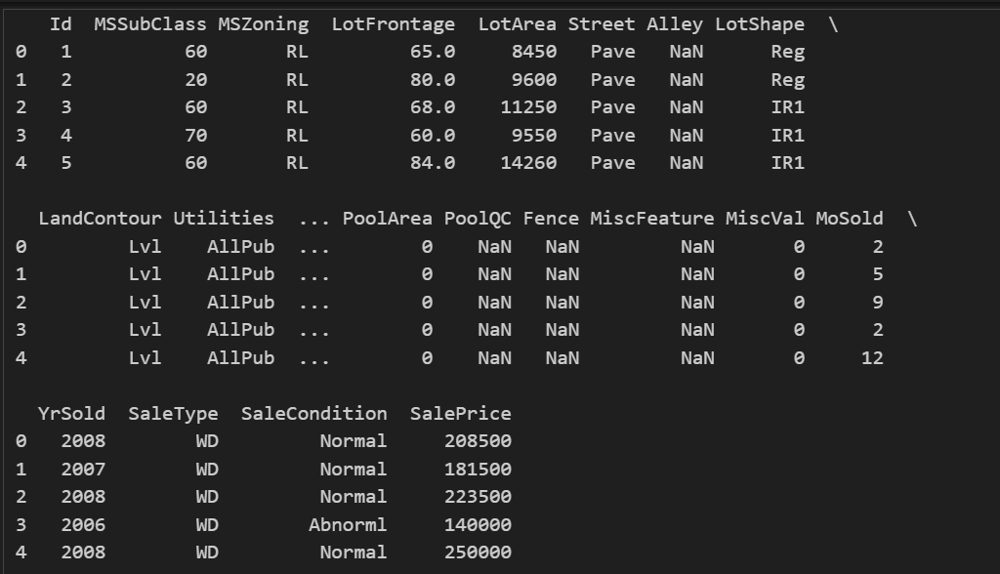 Id MSSubClass MSZoning LotFrontage LotArea Street Alley LotShape \
0 1 60 RL 65.0 8450 Pave NaN Reg
1 2 20 RL 80.0 9600 Pave NaN Reg
2 3 60 RL 68.0 11250 Pave NaN IR1
3 4 70 RL 60.0 9550 Pave NaN IR1
4 5 60 RL 84.0 14260 Pave NaN IR1
LandContour Utilities ... PoolArea PoolQC Fence MiscFeature MiscVal MoSold \
0 Lvl AllPub ... 0 NaN NaN NaN 0 2
1 Lvl AllPub ... 0 NaN NaN NaN 0 5
2 Lvl AllPub ... 0 NaN NaN NaN 0 9
3 Lvl AllPub ... 0 NaN NaN NaN 0 2
4 Lvl AllPub ... 0 NaN NaN NaN 0 12
YrSold SaleType SaleCondition SalePrice
0 2008 WD Normal 208500
1 2007 WD Normal 181500
2 2008 WD Normal 223500
3 2006 WD Abnorml 140000
4 2008 WD Normal 250000